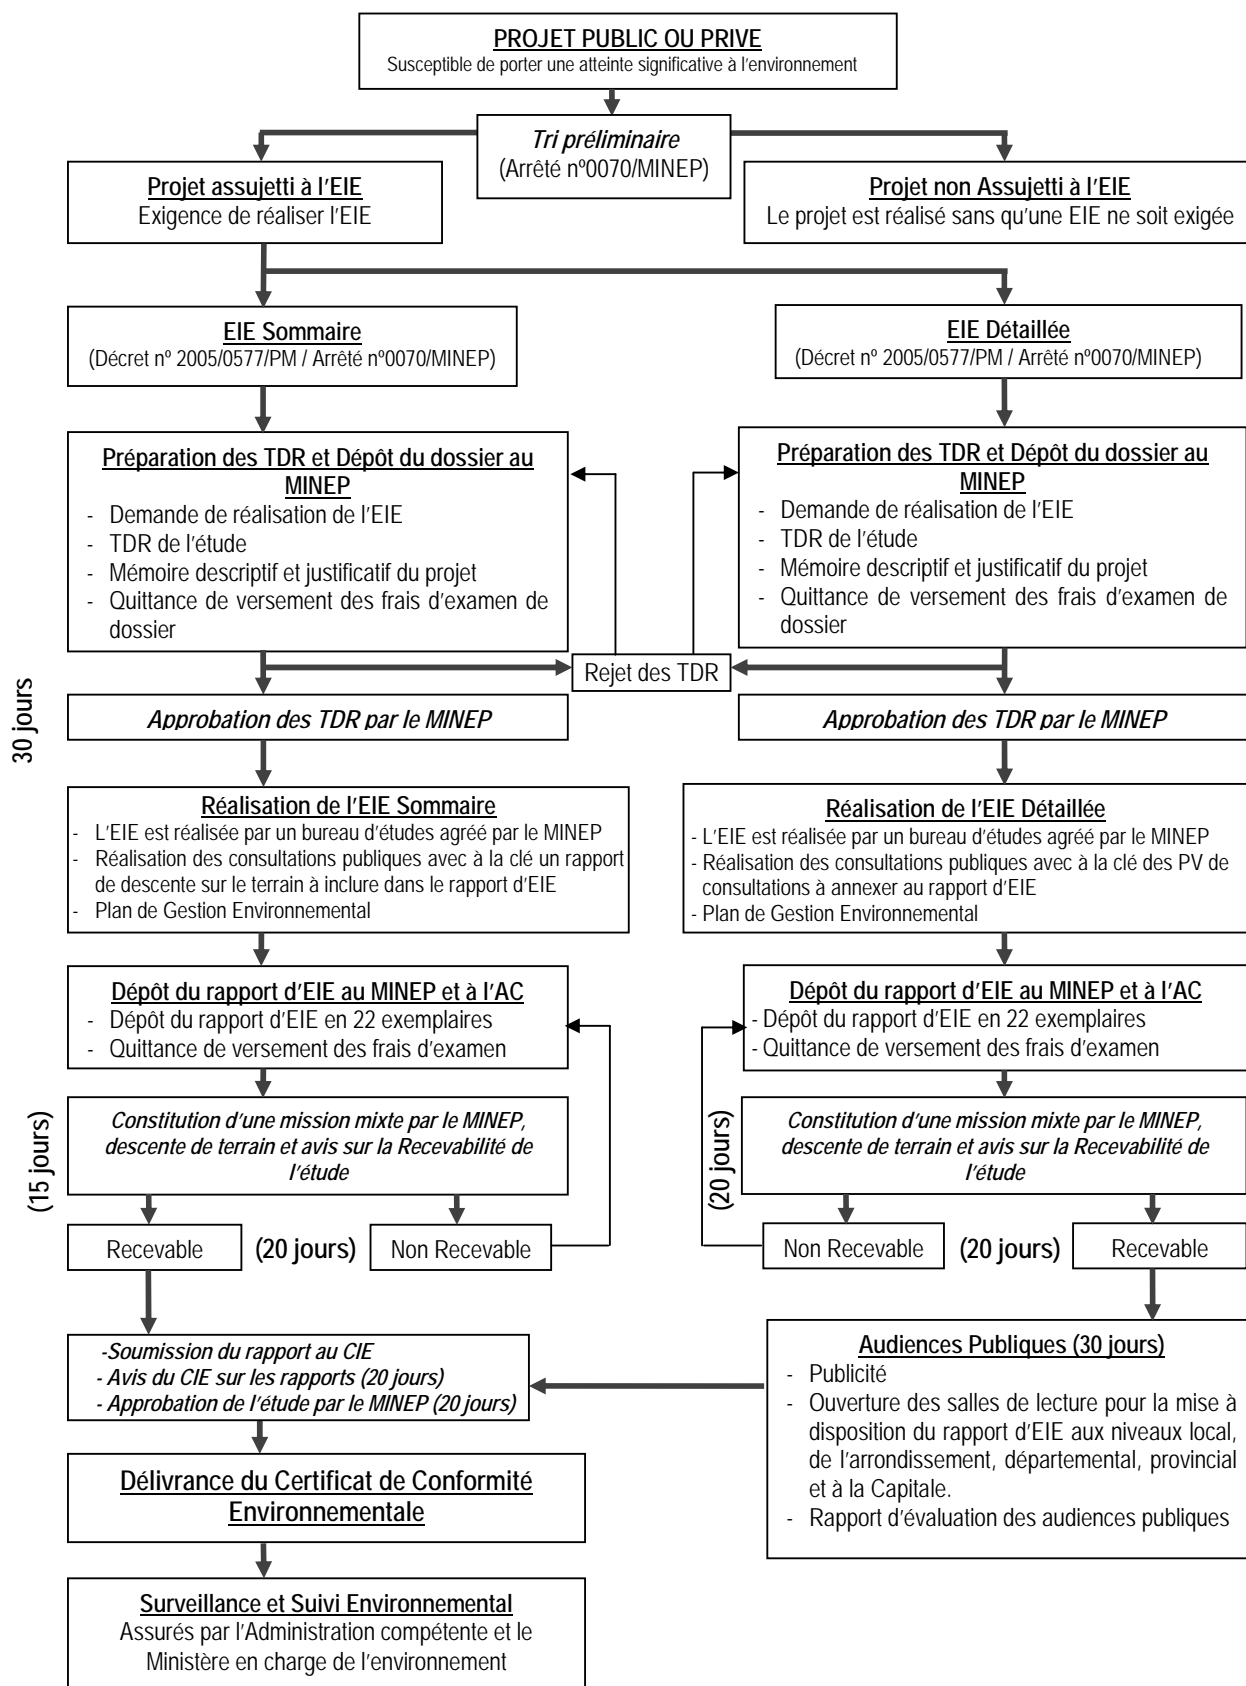 PROJET PUBLIC OU PRIVE
Susceptible de porter une atteinte significative à l'environnement
Tri préliminaire
(Arrêté nº0070/MINEP)
Projet assujetti à l'EIE
Exigence de réaliser l'EIE
Projet non Assujetti à l'EIE
Le projet est réalisé sans qu'une EIE ne soit exigée
EIE Sommaire
(Décret nº 2005/0577/PM / Arrêté nº0070/MINEP)
EIE Détaillée
(Décret nº 2005/0577/PM / Arrêté nº0070/MINEP)
Préparation des TDR et Dépôt du dossier au
MINEP
- Demande de réalisation de l'EIE
- TDR de l'étude
- Mémoire descriptif et justificatif du projet
- Quittance de versement des frais d'examen de
dossier
Préparation des TDR et Dépôt du dossier au
MINEP
- Demande de réalisation de l'EIE
- TDR de l'étude
- Mémoire descriptif et justificatif du projet
- Quittance de versement des frais d'examen de
dossier
Rejet des TDR
30 jours
Approbation des TDR par le MINEP
Approbation des TDR par le MINEP
Réalisation de l'EIE Sommaire
- L'EIE est réalisée par un bureau d'études agréé par le MINEP
- Réalisation des consultations publiques avec à la clé un rapport
de descente sur le terrain à inclure dans le rapport d'EIE
- Plan de Gestion Environnemental
Réalisation de l'EIE Détaillée
- L'EIE est réalisée par un bureau d'études agréé par le MINEP
- Réalisation des consultations publiques avec à la clé des PV de
consultations à annexer au rapport d'EIE
- Plan de Gestion Environnemental
Dépôt du rapport d'EIE au MINEP et à l'AC
- Dépôt du rapport d'EIE en 22 exemplaires
- Quittance de versement des frais d'examen
Dépôt du rapport d'EIE au MINEP et à l'AC
- Dépôt du rapport d'EIE en 22 exemplaires
- Quittance de versement des frais d'examen
(15 jours)
Constitution d'une mission mixte par le MINEP,
descente de terrain et avis sur la Recevabilité de
l'étude
(20 jours)
Constitution d'une mission mixte par le MINEP,
descente de terrain et avis sur la Recevabilité de
l'étude
Recevable
(20 jours)
Non Recevable
Non Recevable
(20 jours)
Recevable
-Soumission du rapport au CIE
- Avis du CIE sur les rapports (20 jours)
- Approbation de l'étude par le MINEP (20 jours)
Audiences Publiques (30 jours)
- Publicité
- Ouverture des salles de lecture pour la mise à
disposition du rapport d'EIE aux niveaux local,
de l'arrondissement, départemental, provincial
et à la Capitale.
- Rapport d'évaluation des audiences publiques
Délivrance du Certificat de Conformité
Environnementale
Surveillance et Suivi Environnemental
Assurés par l'Administration compétente et le
Ministère en charge de l'environnement